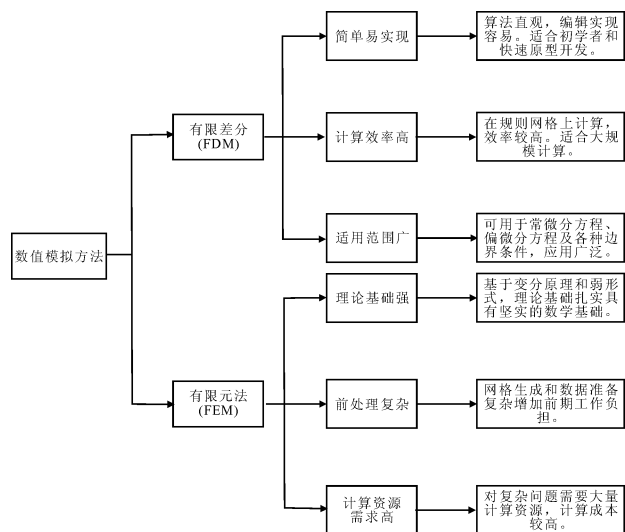 数值模拟方法
有限差分
(FDM)
简单易实现
算法直观，编辑实现
容易。适合初学者和
快速原型开发。
计算效率高
在规则网格上计算，
效率较高。适合大规
模计算。
适用范围广
可用于常微分方程、
偏微分方程及各种边
界条件，应用广泛。
有限元法
(FEM)
理论基础强
基于变分原理和弱形
式，理论基础扎实具
有坚实的数学基础。
前处理复杂
网格生成和数据准备
复杂增加前期工作负
担。
计算资源
需求高
对复杂问题需要大量
计算资源，计算成本
较高。